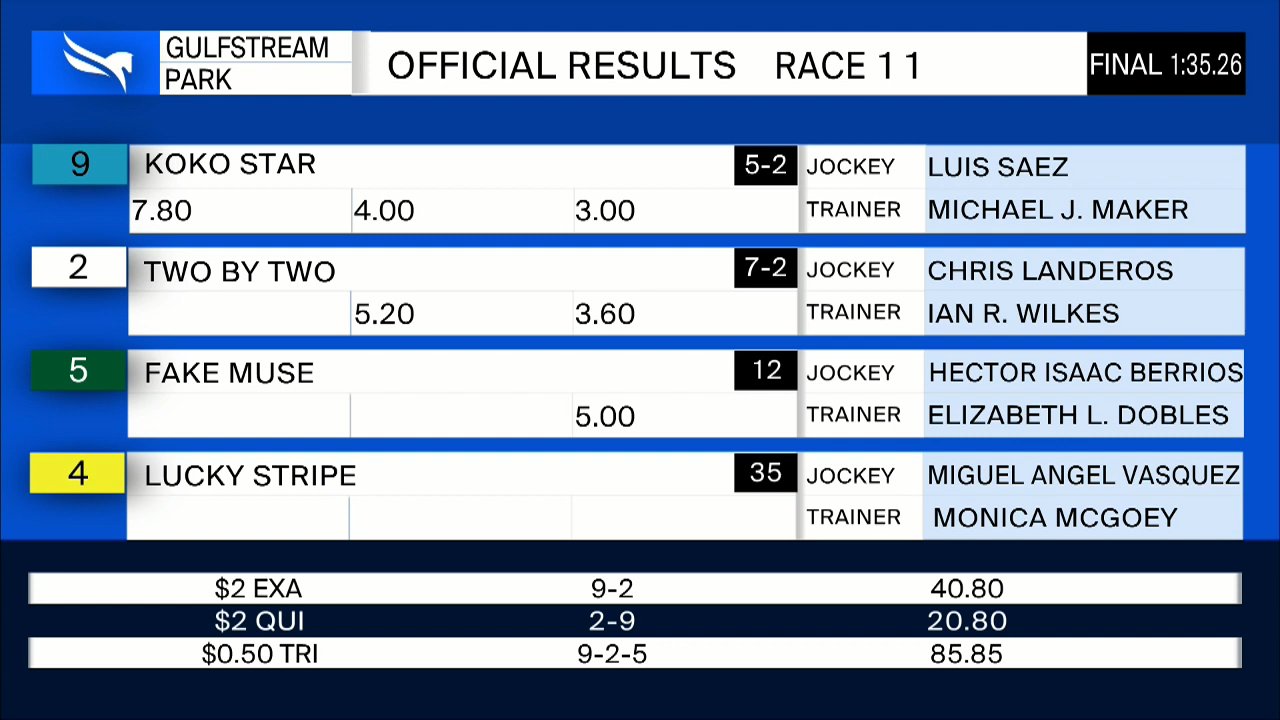 GULFSTREAM PARK
OFFICIAL RESULTS RACE 11
FINAL 1:35.26
9 KOKO STAR 5-2 JOCKEY LUIS SAEZ
7.80 4.00 3.00 TRAINER MICHAEL J. MAKER
2 TWO BY TWO 7-2 JOCKEY CHRIS LANDEROS
5.20 3.60 TRAINER IAN R. WILKES
5 FAKE MUSE 12 JOCKEY HECTOR ISAAC BERRIOS
5.00 TRAINER ELIZABETH L. DOBLES
4 LUCKY STRIPE 35 JOCKEY MIGUEL ANGEL VASQUEZ
TRAINER MONICA MCGOEY
$2 EXA 9-2 40.80
$2 QUI 2-9 20.80
$0.50 TRI 9-2-5 85.85